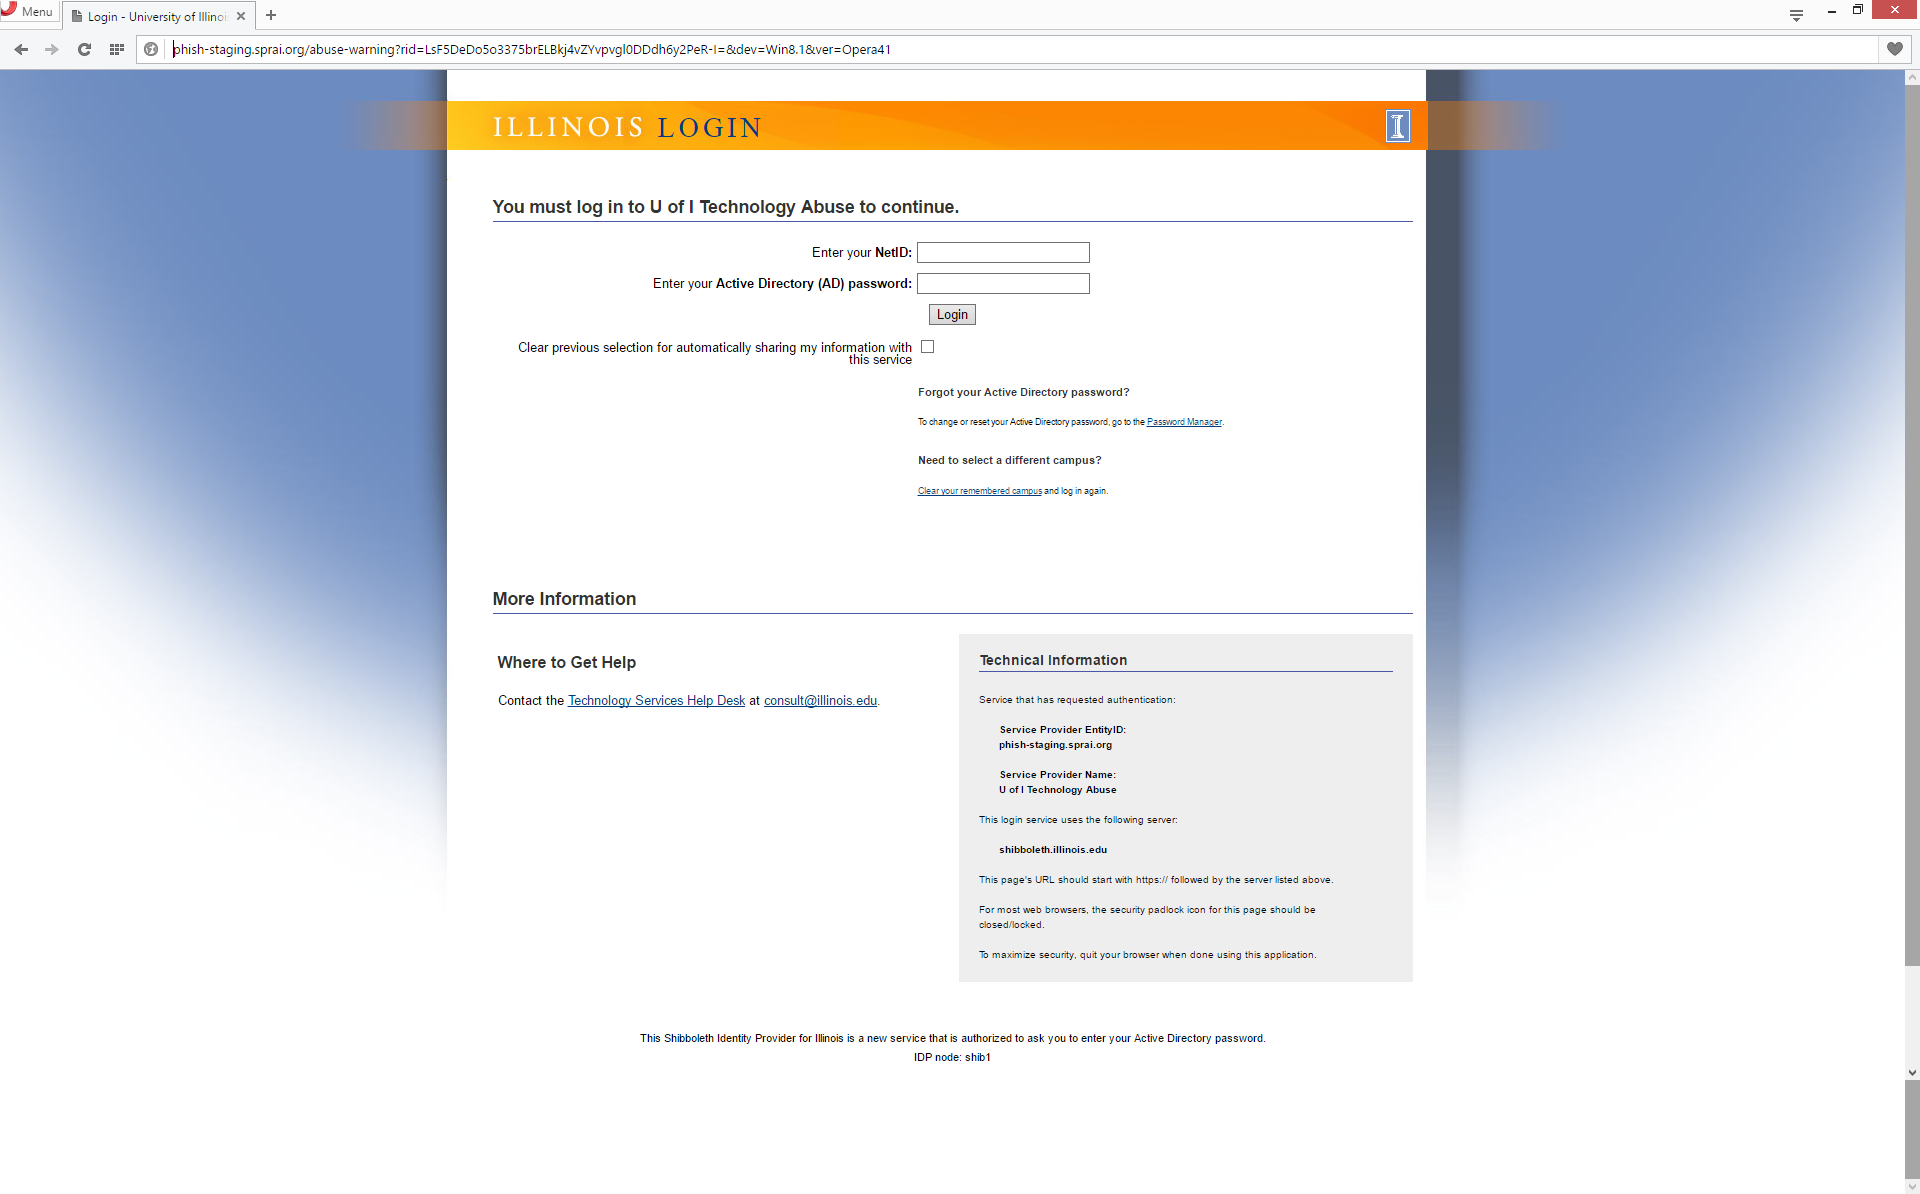 Menu
Login - University of Illinoi
phish-staging.sprai.org/abuse-warning?rid=LsF5DeDo5o3375brELBkj4vZYvpvgl0DDdh6y2PeR-I=&dev=Win8.1&ver=Opera41
ILLINOIS LOGIN
You must log in to U of I Technology Abuse to continue.
Enter your NetID:
Enter your Active Directory (AD) password:
Login
Clear previous selection for automatically sharing my information with
this service
Forgot your Active Directory password?
To change or reset your Active Directory password, go to the Password Manager.
Need to select a different campus?
Clear your remembered campus and log in again.
More Information
Where to Get Help
Contact the Technology Services Help Desk at consult@illinois.edu.
Technical Information
Service that has requested authentication:
Service Provider EntityID:
phish-staging.sprai.org
Service Provider Name:
U of I Technology Abuse
This login service uses the following server:
shibboleth.illinois.edu
This page's URL should start with https:// followed by the server listed above.
For most web browsers, the security padlock icon for this page should be
closed/locked.
To maximize security, quit your browser when done using this application.
This Shibboleth Identity Provider for Illinois is a new service that is authorized to ask you to enter your Active Directory password.
IDP node: shib1